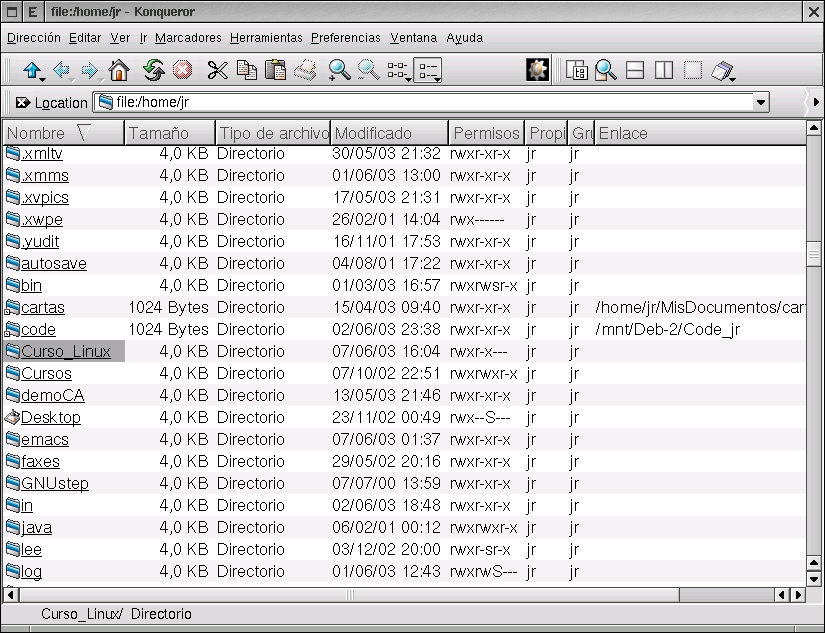 E file:/home/jr - Konqueror
Dirección Editar Ver Ir Marcadores Herramientas Preferencias Ventana Ayuda
Location file:/home/jr
Nombre Tamaño Tipo de archivo Modificado Permisos Propi Gru Enlace
.xmltv 4,0 KB Directorio 30/05/03 21:32 rwxr-xr-x jr jr
.xmms 4,0 KB Directorio 01/06/03 13:00 rwxr-xr-x jr jr
.xvpics 4,0 KB Directorio 17/05/03 21:31 rwxr-xr-x jr jr
.xwpe 4,0 KB Directorio 26/02/01 14:04 rwx------ jr jr
.yudit 4,0 KB Directorio 16/11/01 17:53 rwxr-xr-x jr jr
autosave 4,0 KB Directorio 04/08/01 17:22 rwxr-xr-x jr jr
bin 4,0 KB Directorio 01/03/03 16:57 rwxrwsr-x jr jr
cartas 1024 Bytes Directorio 15/04/03 09:40 rwxr-xr-x jr jr /home/jr/MisDocumentos/car
code 1024 Bytes Directorio 02/06/03 23:38 rwxr-xr-x jr jr /mnt/Deb-2/Code_jr
Curso_Linux 4,0 KB Directorio 07/06/03 16:04 rwxr-x--- jr jr
Cursos 4,0 KB Directorio 07/10/02 22:51 rwxrwxr-x jr jr
demoCA 4,0 KB Directorio 13/05/03 21:46 rwxr-xr-x jr jr
Desktop 4,0 KB Directorio 23/11/02 00:49 rwx--S--- jr jr
emacs 4,0 KB Directorio 07/06/03 01:37 rwxr-xr-x jr jr
faxes 4,0 KB Directorio 29/05/02 20:16 rwxr-xr-x jr jr
GNUstep 4,0 KB Directorio 07/07/00 13:59 rwxr-xr-x jr jr
in 4,0 KB Directorio 02/06/03 18:48 rwxr-xr-x jr jr
java 4,0 KB Directorio 06/02/01 00:12 rwxrwxr-x jr jr
lee 4,0 KB Directorio 03/12/02 20:00 rwxr-sr-x jr jr
log 4,0 KB Directorio 01/06/03 12:43 rwxrwS--- jr jr
Curso_Linux/ Directorio